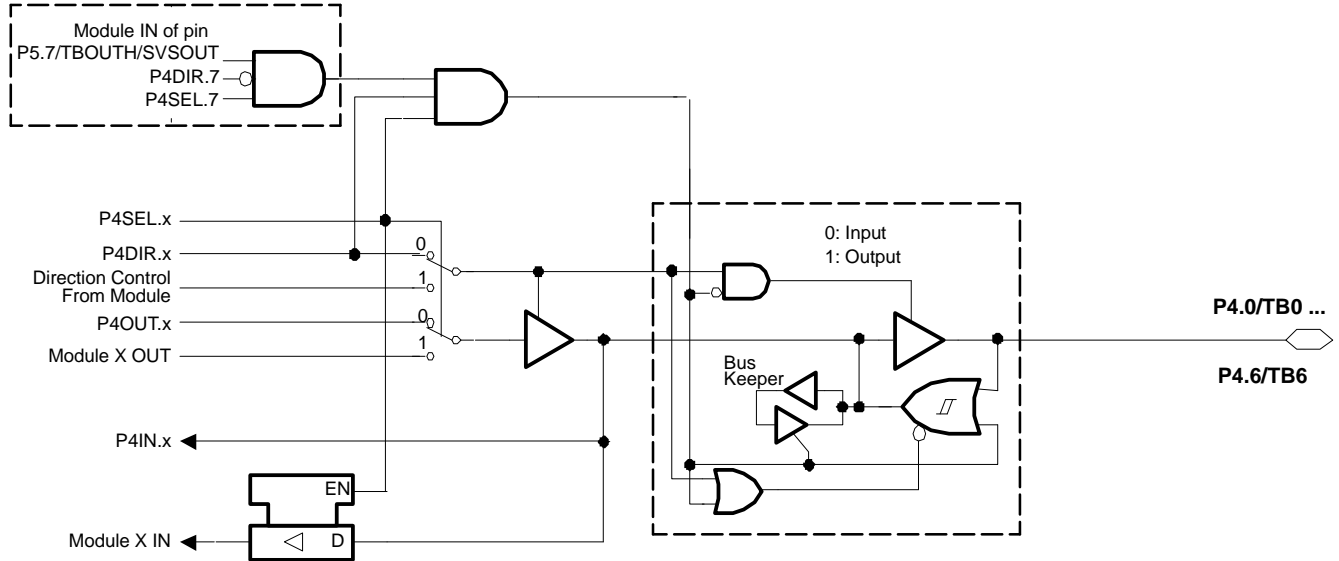 Module IN of pin
P5.7/TBOUTH/SVSOUT
P4DIR.7
P4SEL.7
P4SEL.x
P4DIR.x
0
Direction Control
From Module
1
P4OUT.x
0
Module X OUT
1
0: Input
1: Output
P4.0/TB0 ...
P4.6/TB6
Bus
Keeper
P4IN.x
EN
D
Module X IN